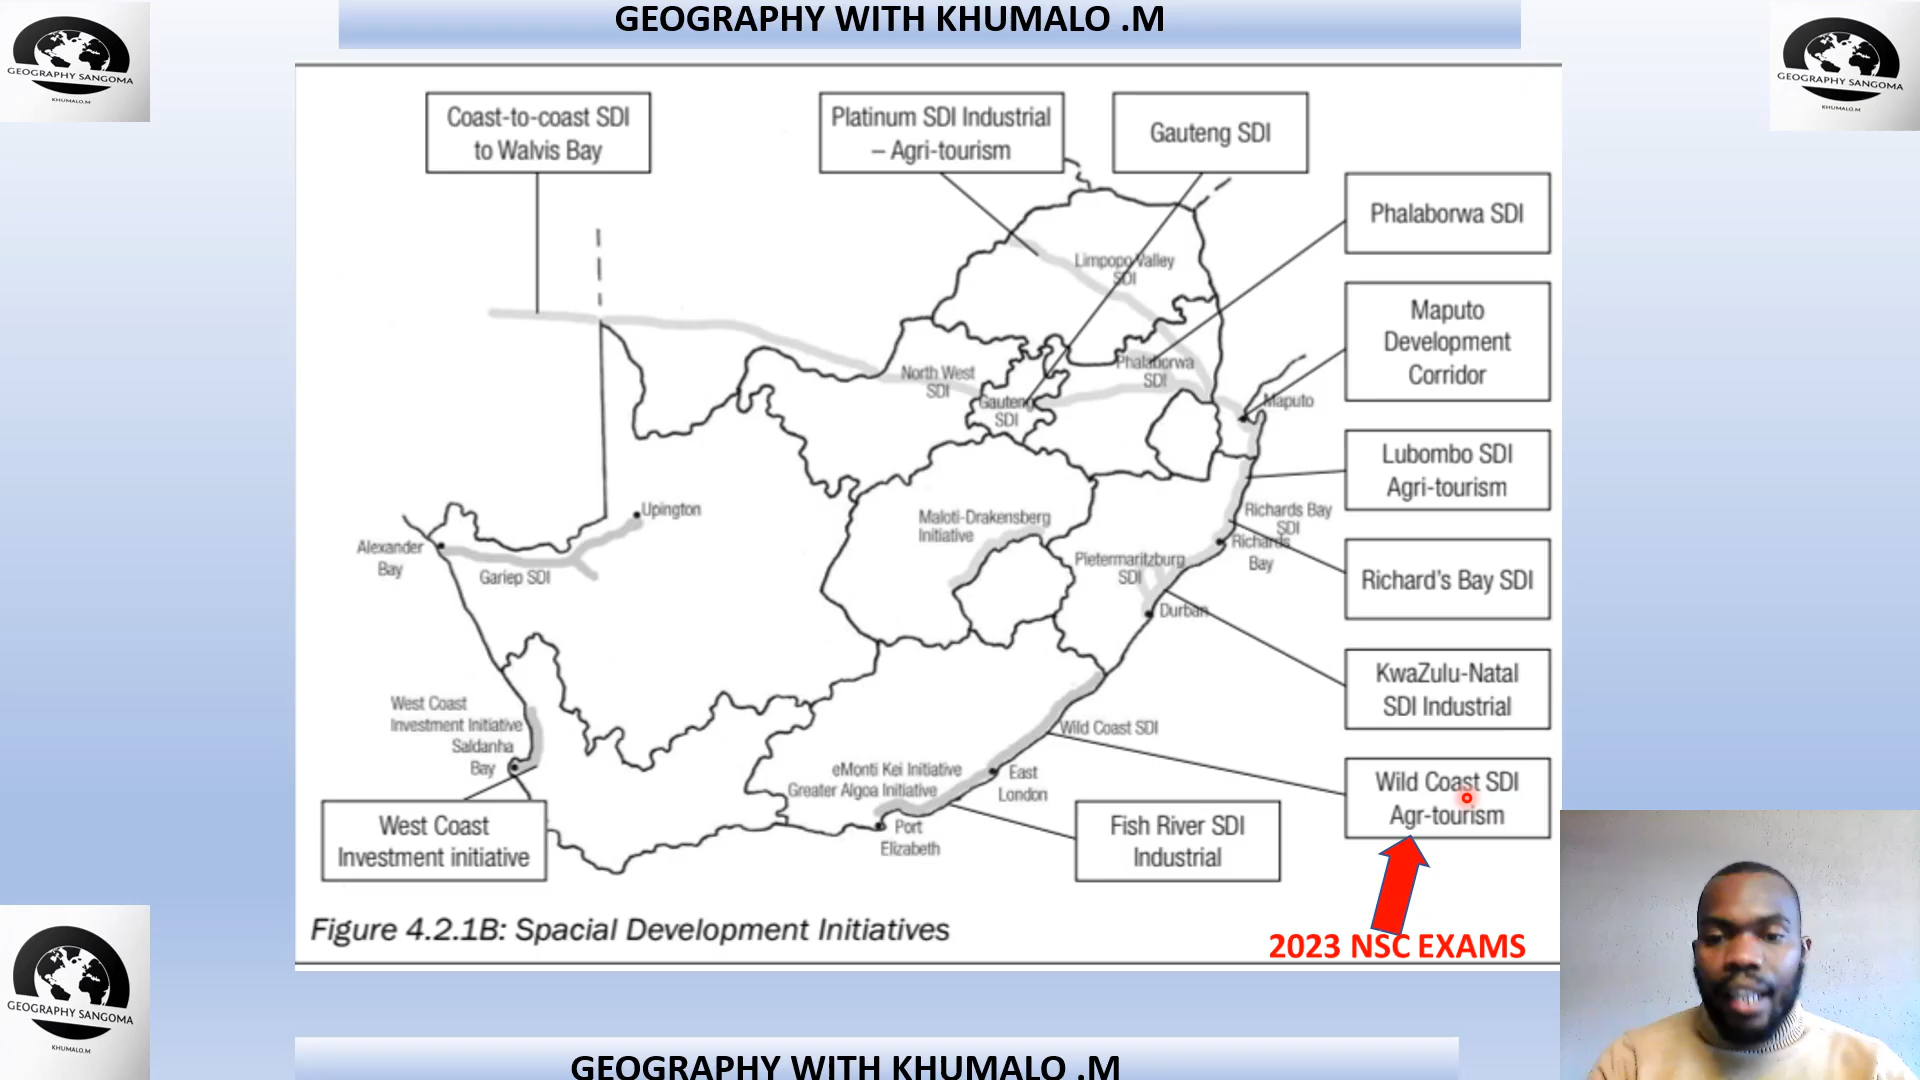 GEOGRAPHY WITH KHUMALO .M
GEOGRAPHY SANGOMA
KHUMALO.M
GEOGRAPHY SANGOMA
KHUMALO.M
Coast-to-coast SDI
to Walvis Bay
Platinum SDI Industrial
– Agri-tourism
Gauteng SDI
Phalaborwa SDI
Maputo
Development
Corridor
Lubombo SDI
Agri-tourism
Richard's Bay SDI
KwaZulu-Natal
SDI Industrial
Wild Coast SDI
Agr-tourism
Fish River SDI
Industrial
West Coast
Investment initiative
Limpopo Valley
SDI
Phalaborwa
SDI
North West
SDI
Gauteng
SDI
Maputo
Upington
Alexander
Bay
Gariep SDI
Maloti-Drakensberg
Initiative
Richards Bay
SDI
Richards
Bay
Pietermaritzburg
SDI
Durban
West Coast
Investment Initiative
Saldanha
Bay
Wild Coast SDI
eMonti Kei Initiative
Greater Algoa Initiative
East
London
Port
Elizabeth
Figure 4.2.1B: Spacial Development Initiatives
2023 NSC EXAMS
GEOGRAPHY SANGOMA
KHUMALO.M
GEOGRAPHY WITH KHUMALO .M